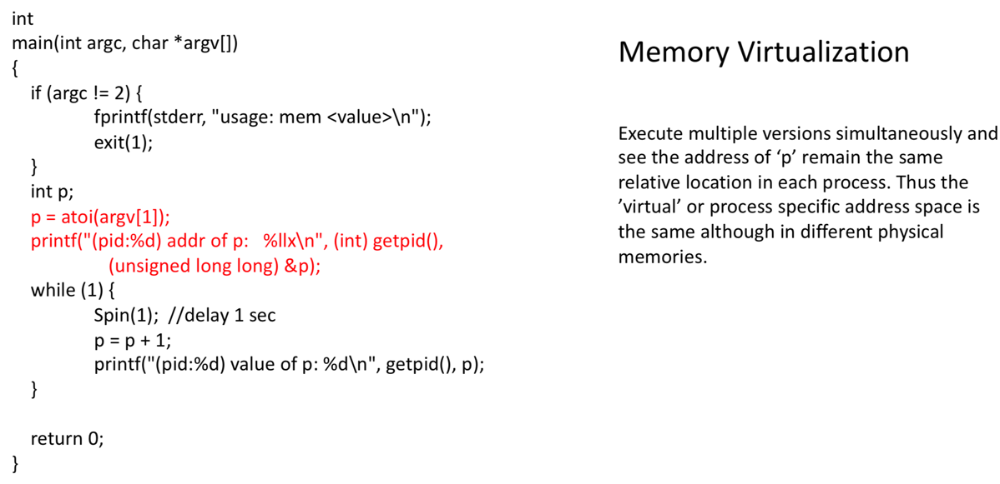 int
main(int argc, char *argv[])
{
if (argc != 2) {
fprintf(stderr, "usage: mem <value>\n");
exit(1);
}
int p;
p = atoi(argv[1]);
printf("(pid:%d) addr of p:   %llx\n", (int) getpid(),
(unsigned long long) &p);
while (1) {
Spin(1);  //delay 1 sec
p = p + 1;
printf("(pid:%d) value of p: %d\n", getpid(), p);
}
return 0;
}
Memory Virtualization
Execute multiple versions simultaneously and
see the address of ‘p’ remain the same
relative location in each process. Thus the
’virtual’ or process specific address space is
the same although in different physical
memories.